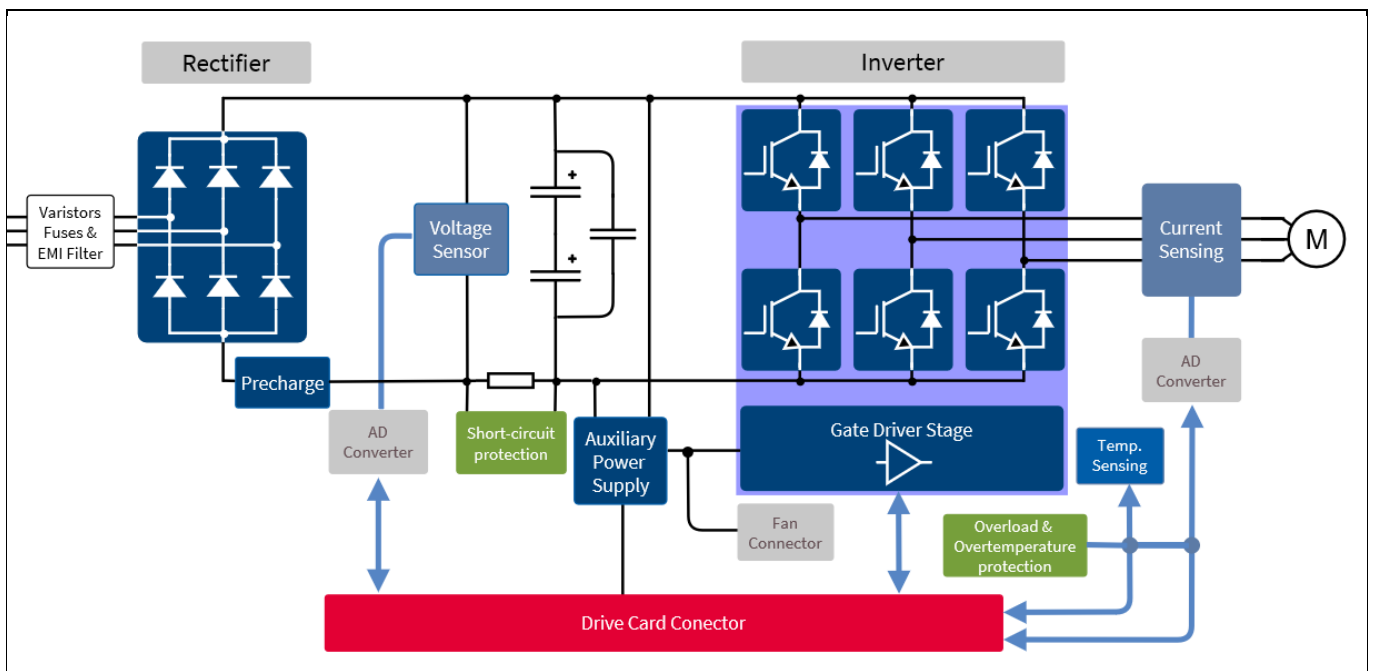 Rectifier
Inverter
Varistors
Fuses &
EMI Filter
+
+
Voltage
Sensor
Current
Sensing
M
Precharge
AD
Converter
Short-circuit
protection
Auxiliary
Power
Supply
Gate Driver Stage
AD
Converter
Temp.
Sensing
Fan
Connector
Overload &
Overtemperature
protection
Drive Card Conector